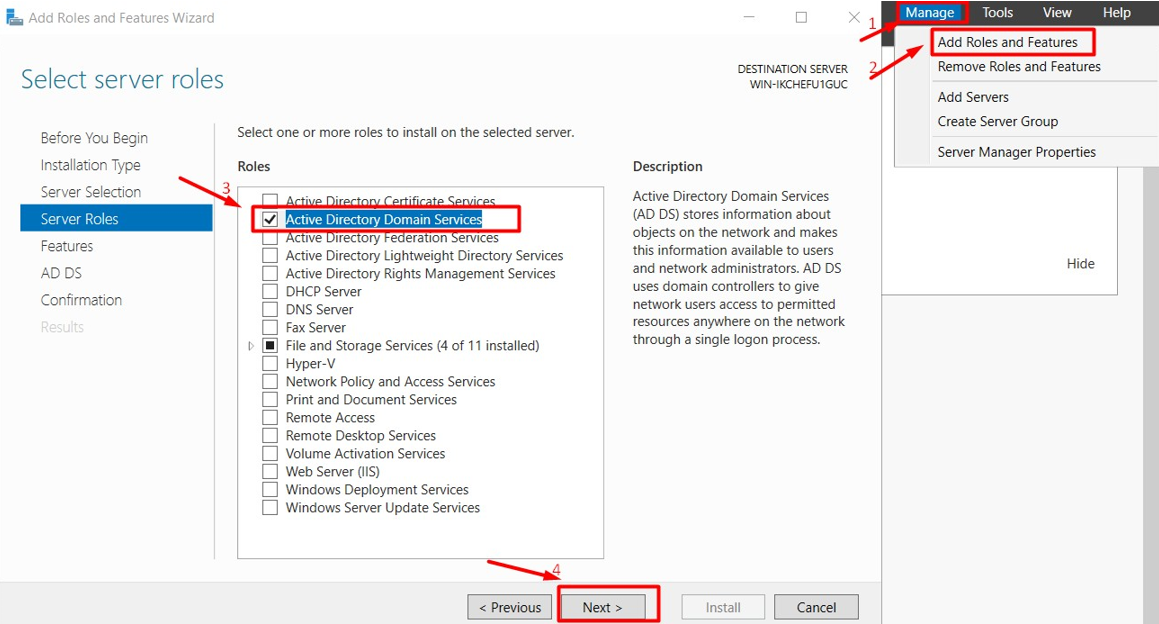 Add Roles and Features Wizard
Select server roles
DESTINATION SERVER
WIN-IKCHEFU1GUC
Before You Begin
Installation Type
Server Selection
Server Roles
Features
AD DS
Confirmation
Results
Select one or more roles to install on the selected server.
Roles
3
Active Directory Certificate Services
Active Directory Domain Services
Active Directory Federation Services
Active Directory Lightweight Directory Services
Active Directory Rights Management Services
DHCP Server
DNS Server
Fax Server
File and Storage Services (4 of 11 installed)
Hyper-V
Network Policy and Access Services
Print and Document Services
Remote Access
Remote Desktop Services
Volume Activation Services
Web Server (IIS)
Windows Deployment Services
Windows Server Update Services
Description
Active Directory Domain Services
(AD DS) stores information about
objects on the network and makes
this information available to users
and network administrators. AD DS
uses domain controllers to give
network users access to permitted
resources anywhere on the network
through a single logon process.
4
< Previous
Next >
Install
Cancel
1
Manage
Tools
View
Help
2
Add Roles and Features
Remove Roles and Features
Add Servers
Create Server Group
Server Manager Properties
Hide